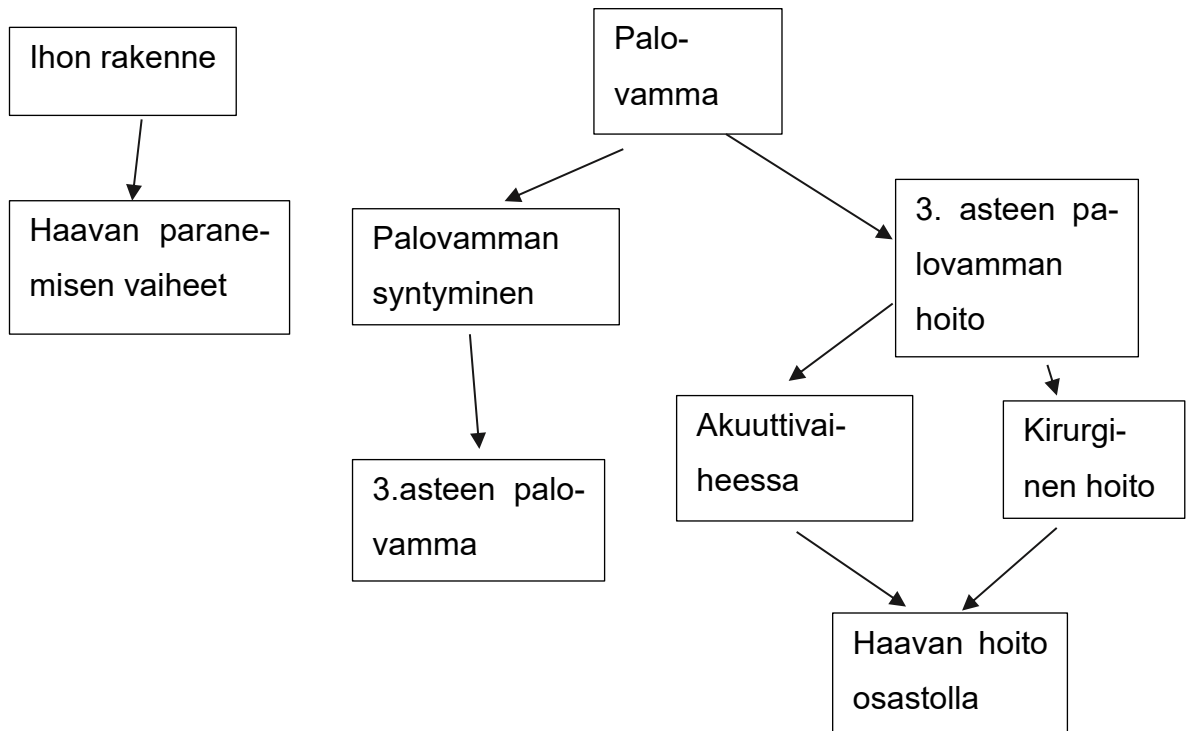 Ihon rakenne
Haavan parane-
misen vaiheet
Palo-
vamma
Palovamman
syntyminen
3.asteen palo-
vamma
3. asteen pa-
lovamman
hoito
Akuuttivai-
heessa
Kirurgi-
nen hoito
Haavan hoito
osastolla